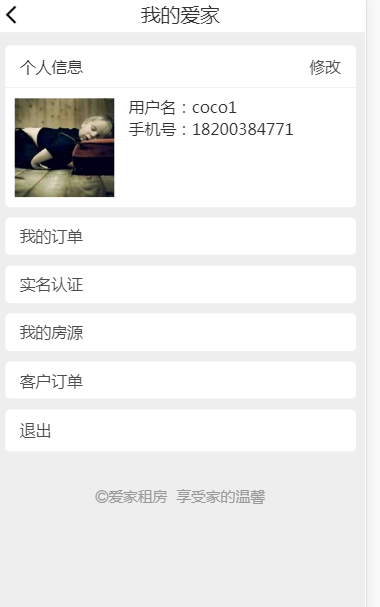 我的爱家
个人信息 修改
用户名：coco1
手机号：18200384771
我的订单
实名认证
我的房源
客户订单
退出
©爱家租房 享受家的温馨